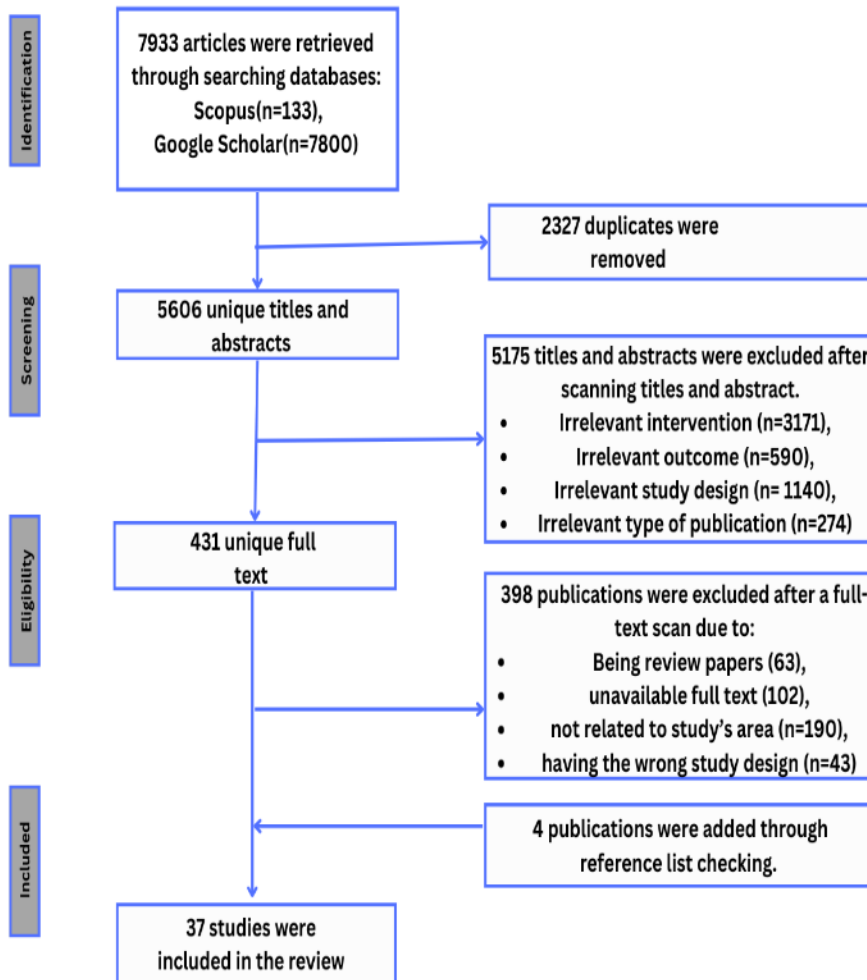 Identification
7933 articles were retrieved
through searching databases:
Scopus(n=133),
Google Scholar(n=7800)
2327 duplicates were
removed
Screening
5606 unique titles and
abstracts
5175 titles and abstracts were excluded after
scanning titles and abstract.
• Irrelevant intervention (n=3171),
• Irrelevant outcome (n=590),
• Irrelevant study design (n= 1140),
• Irrelevant type of publication (n=274)
Eligibility
431 unique full
text
398 publications were excluded after a full-
text scan due to:
• Being review papers (63),
• unavailable full text (102),
• not related to study’s area (n=190),
• having the wrong study design (n=43)
Included
4 publications were added through
reference list checking.
37 studies were
included in the review